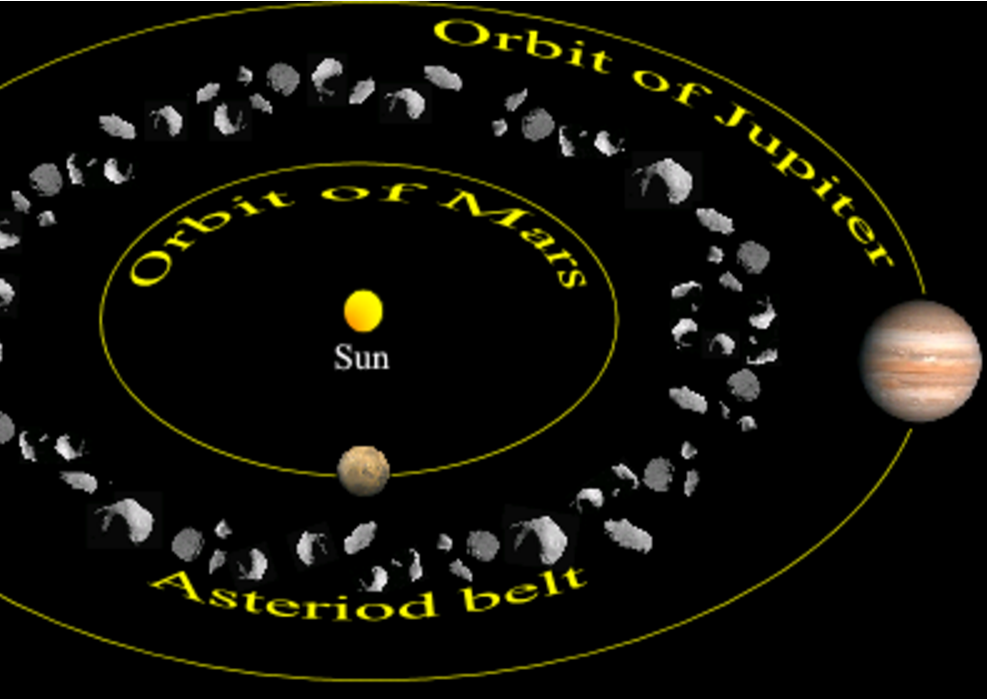 Orbit of Jupiter
Orbit of Mars
Sun
Asteriod belt